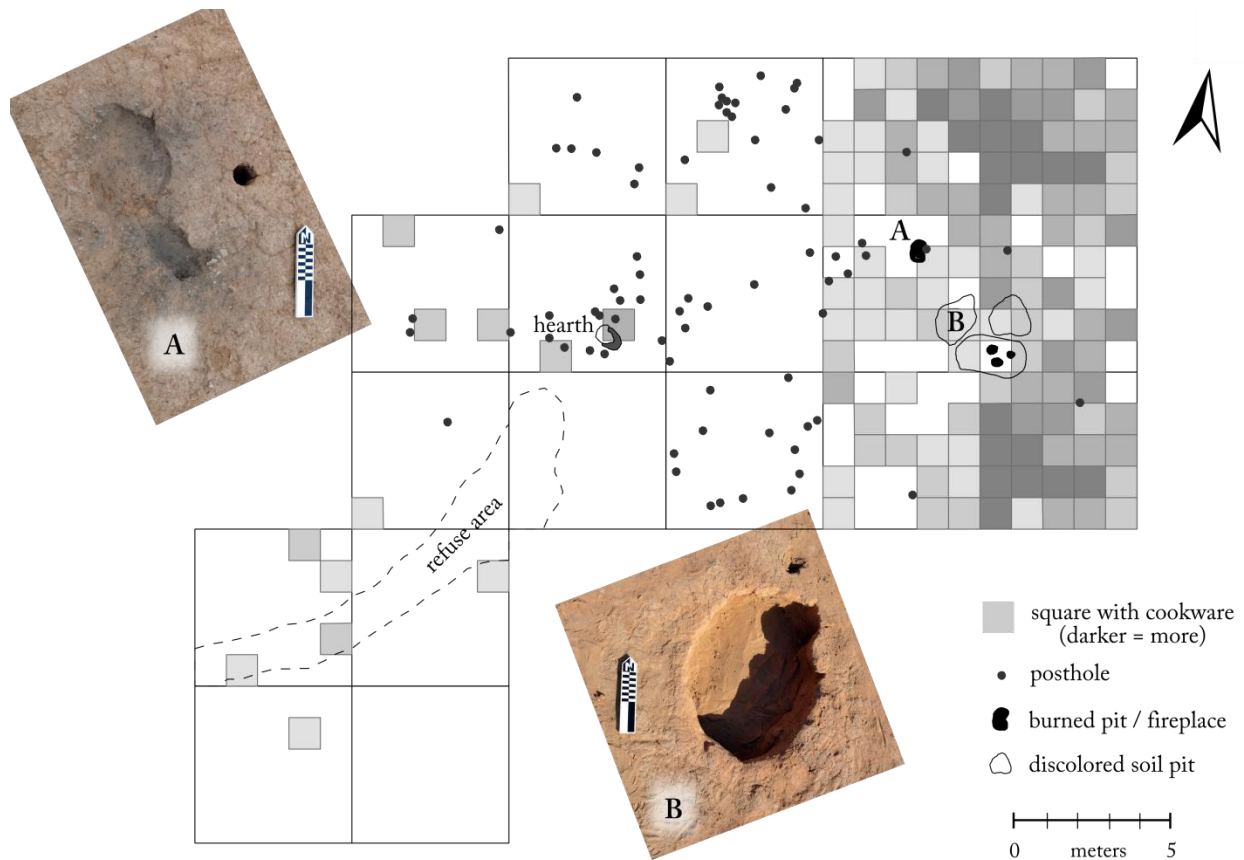 A
B
hearth
refuse area
A
B
square with cookware
(darker = more)
posthole
burned pit / fireplace
discolored soil pit
0 meters 5